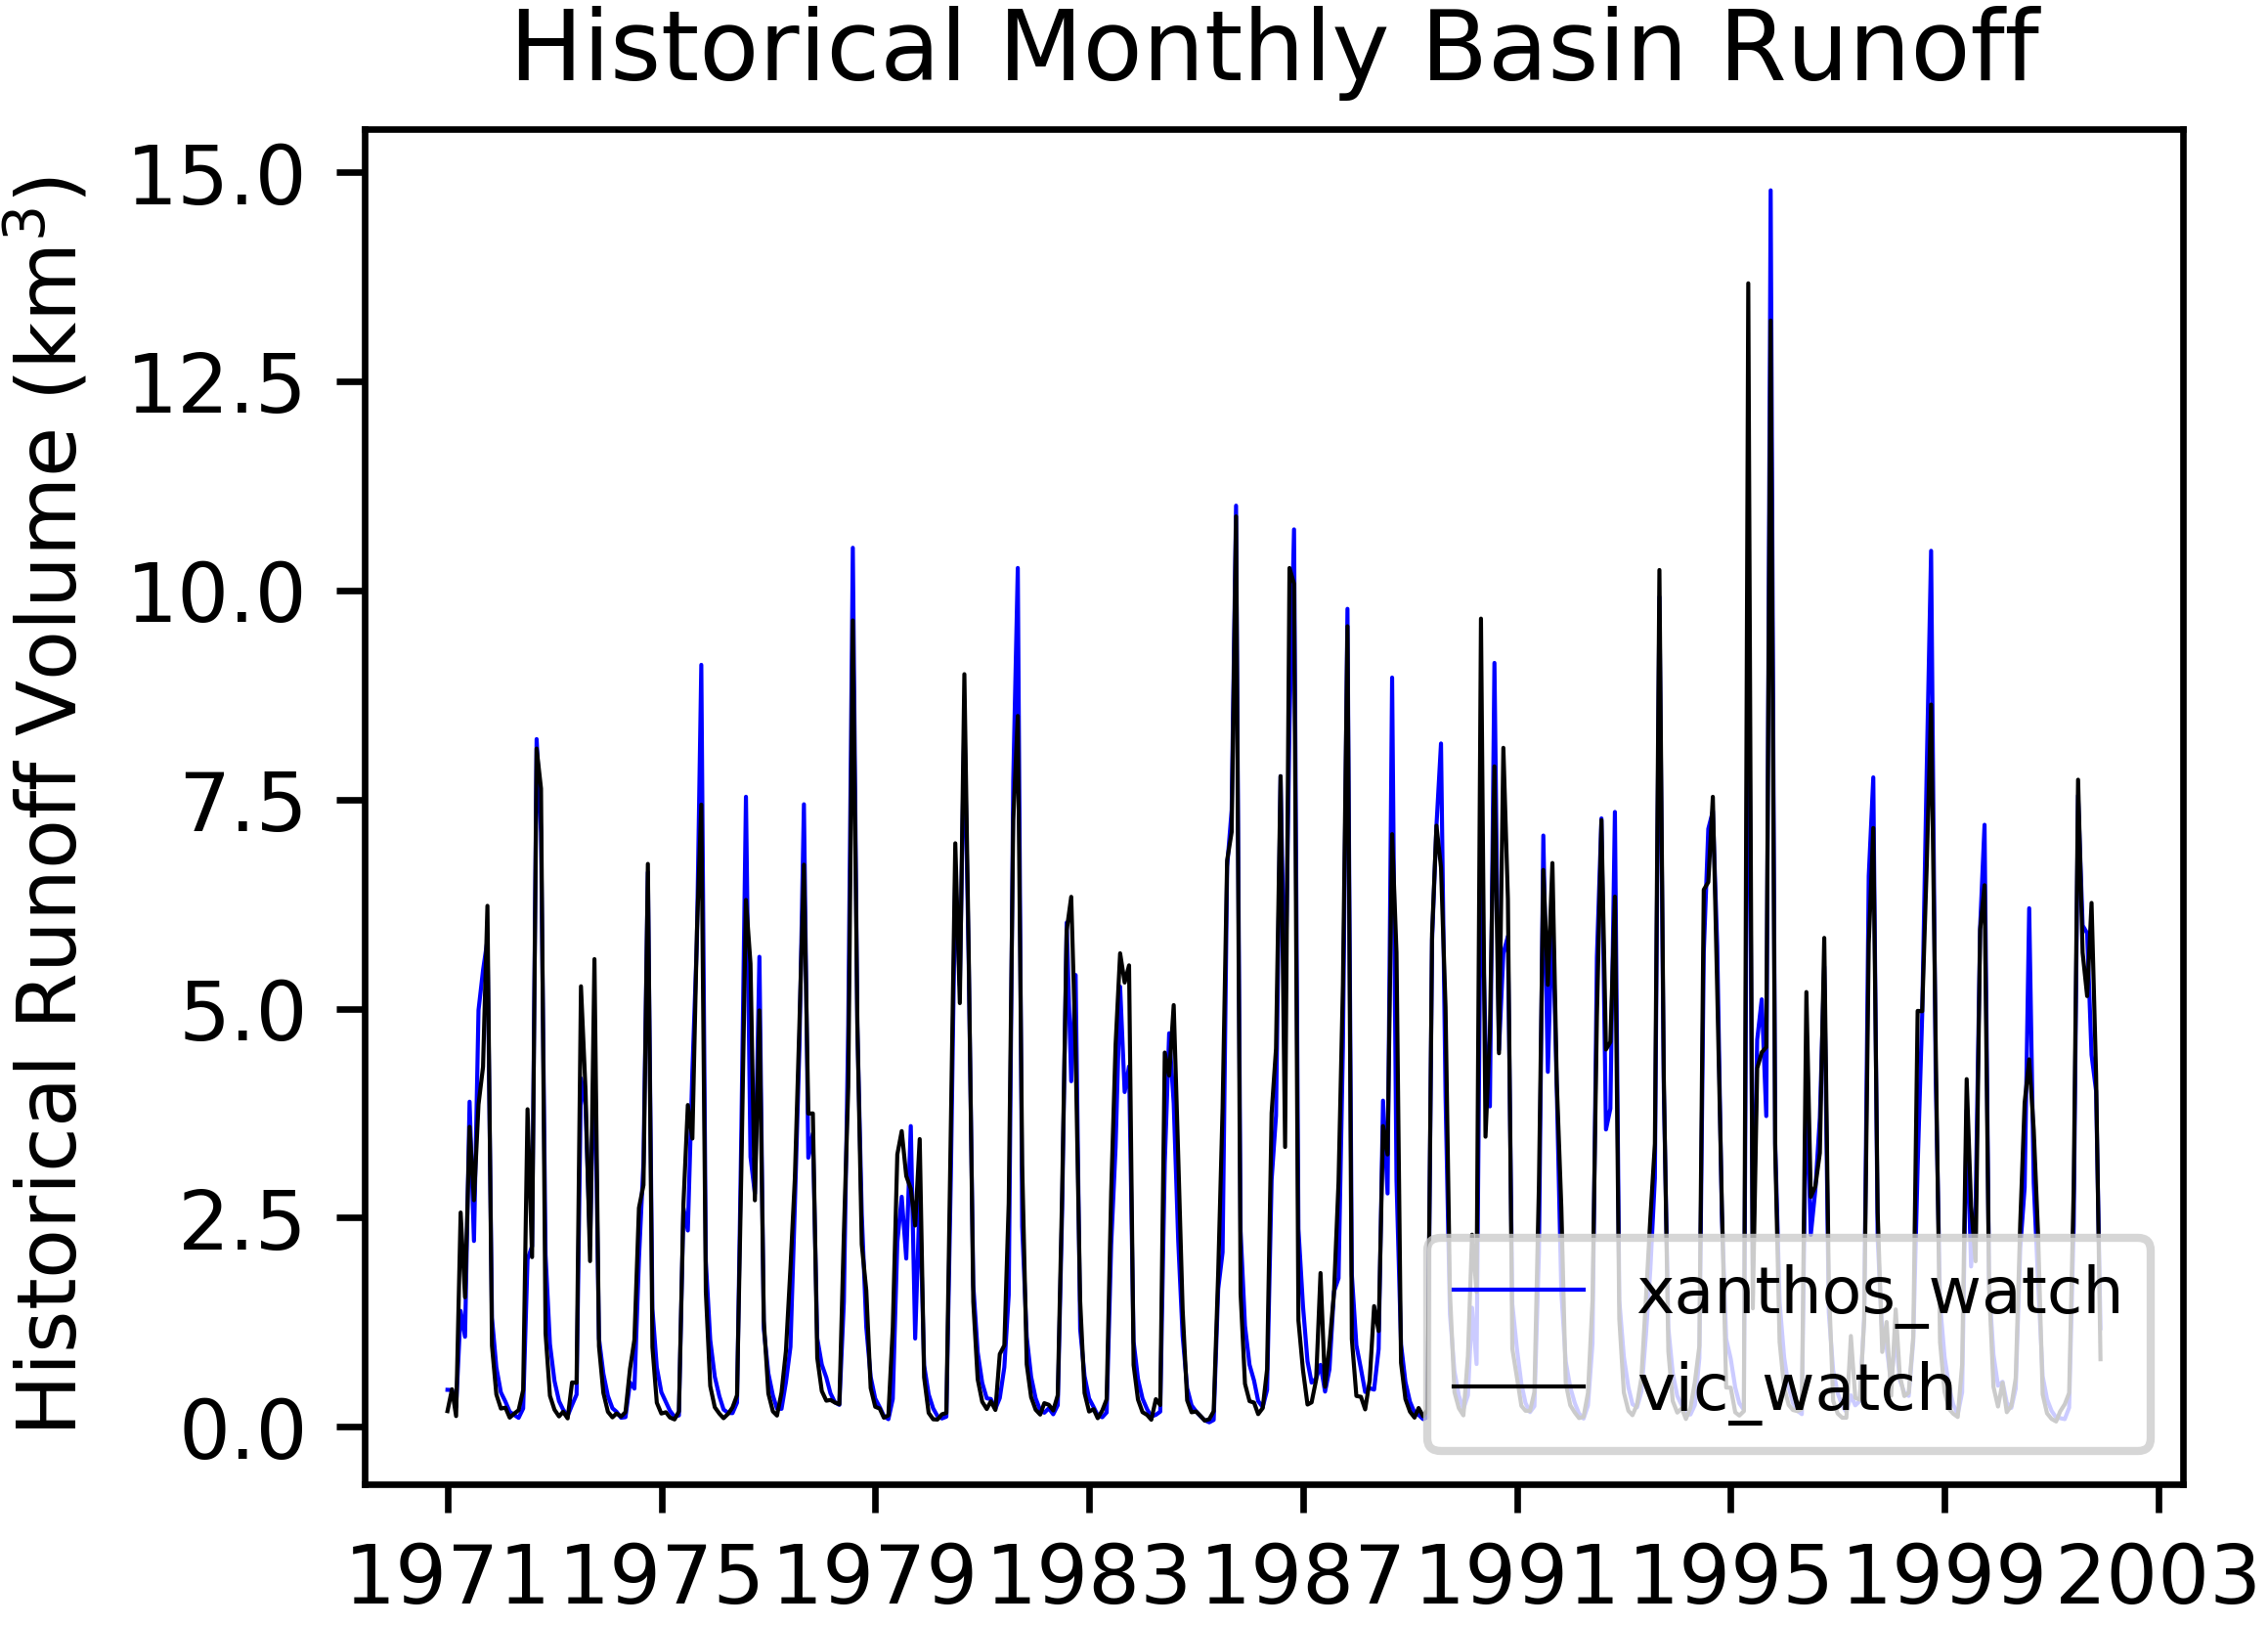 Historical Monthly Basin Runoff
Historical Runoff Volume (km³)
15.0
12.5
10.0
7.5
5.0
2.5
0.0
xanthos_watch
vic_watch
1971 1975 1979 1983 1987 1991 1995 1999 2003